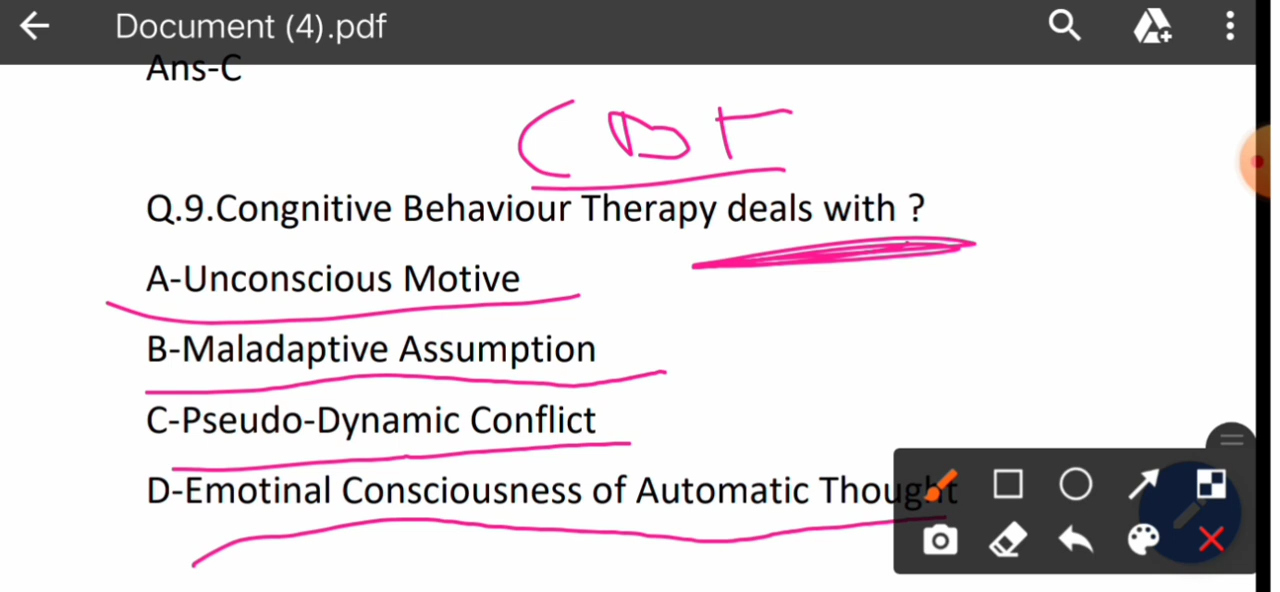 Document (4).pdf
Ans-C
CBT
Q.9.Congnitive Behaviour Therapy deals with ?
A-Unconscious Motive
B-Maladaptive Assumption
C-Pseudo-Dynamic Conflict
D-Emotinal Consciousness of Automatic Thought